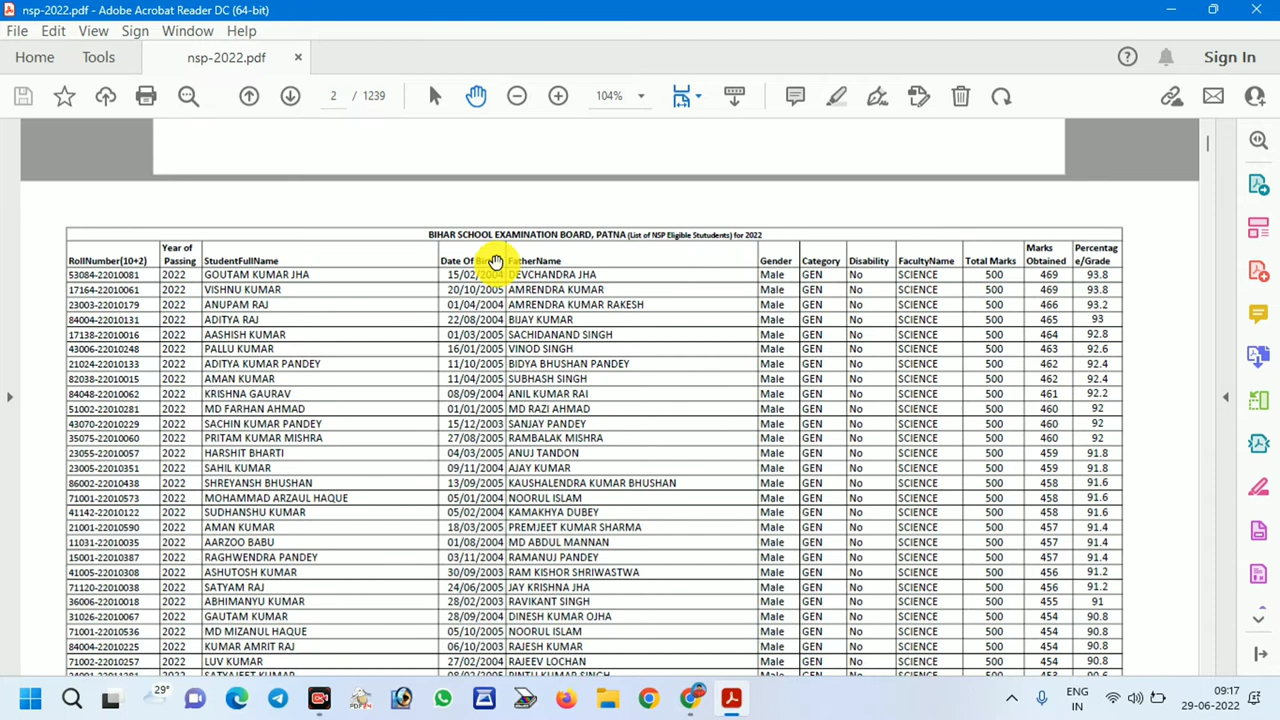 nsp-2022.pdf - Adobe Acrobat Reader DC (64-bit)
File Edit View Sign Window Help
Home Tools nsp-2022.pdf × Sign In
2 / 1239 104%
BIHAR SCHOOL EXAMINATION BOARD, PATNA (List of NSP Eligible Stutudents) for 2022
RollNumber(10+2) Year of Passing StudentFullName Date Of Birth FatherName Gender Category Disability FacultyName Total Marks Marks Obtained Percentag e/Grade
53084-22010081 2022 GOUTAM KUMAR JHA 15/02/2004 DEVCHANDRA JHA Male GEN No SCIENCE 500 469 93.8
17164-22010061 2022 VISHNU KUMAR 20/10/2005 AMRENDRA KUMAR Male GEN No SCIENCE 500 469 93.8
23003-22010179 2022 ANUPAM RAJ 01/04/2004 AMRENDRA KUMAR RAKESH Male GEN No SCIENCE 500 466 93.2
84004-22010131 2022 ADITYA RAJ 22/08/2004 BIJAY KUMAR Male GEN No SCIENCE 500 465 93
17138-22010016 2022 AASHISH KUMAR 01/03/2005 SACHIDANAND SINGH Male GEN No SCIENCE 500 464 92.8
43006-22010248 2022 PALLU KUMAR 16/01/2005 VINOD SINGH Male GEN No SCIENCE 500 463 92.6
21024-22010133 2022 ADITYA KUMAR PANDEY 11/10/2005 BIDYA BHUSHAN PANDEY Male GEN No SCIENCE 500 462 92.4
82038-22010015 2022 AMAN KUMAR 11/04/2005 SUBHASH SINGH Male GEN No SCIENCE 500 462 92.4
84048-22010062 2022 KRISHNA GAURAV 08/09/2004 ANIL KUMAR RAI Male GEN No SCIENCE 500 461 92.2
51002-22010281 2022 MD FARHAN AHMAD 01/01/2005 MD RAZI AHMAD Male GEN No SCIENCE 500 460 92
43070-22010229 2022 SACHIN KUMAR PANDEY 15/12/2003 SANJAY PANDEY Male GEN No SCIENCE 500 460 92
35075-22010060 2022 PRITAM KUMAR MISHRA 27/08/2005 RAMBALAK MISHRA Male GEN No SCIENCE 500 460 92
23055-22010057 2022 HARSHIT BHARTI 04/03/2005 ANUJ TANDON Male GEN No SCIENCE 500 459 91.8
23005-22010351 2022 SAHIL KUMAR 09/11/2004 AJAY KUMAR Male GEN No SCIENCE 500 459 91.8
86002-22010438 2022 SHREYANSH BHUSHAN 13/09/2005 KAUSHALENDRA KUMAR BHUSHAN Male GEN No SCIENCE 500 458 91.6
71001-22010573 2022 MOHAMMAD ARZAUL HAQUE 05/01/2004 NOORUL ISLAM Male GEN No SCIENCE 500 458 91.6
41142-22010122 2022 SUDHANSHU KUMAR 05/02/2004 KAMAKHYA DUBEY Male GEN No SCIENCE 500 458 91.6
21001-22010590 2022 AMAN KUMAR 18/03/2005 PREMJEET KUMAR SHARMA Male GEN No SCIENCE 500 457 91.4
11031-22010035 2022 AARZOO BABU 01/08/2004 MD ABDUL MANNAN Male GEN No SCIENCE 500 457 91.4
15001-22010387 2022 RAGHWENDRA PANDEY 03/11/2004 RAMANUJ PANDEY Male GEN No SCIENCE 500 457 91.4
41005-22010308 2022 ASHUTOSH KUMAR 30/09/2003 RAM KISHOR SHRIWASTWA Male GEN No SCIENCE 500 456 91.2
71120-22010038 2022 SATYAM RAJ 24/06/2005 JAY KRISHNA JHA Male GEN No SCIENCE 500 456 91.2
36006-22010018 2022 ABHIMANYU KUMAR 28/02/2003 RAVIKANT SINGH Male GEN No SCIENCE 500 455 91
31026-22010067 2022 GAUTAM KUMAR 28/09/2004 DINESH KUMAR OJHA Male GEN No SCIENCE 500 454 90.8
71001-22010536 2022 MD MIZANUL HAQUE 05/10/2005 NOORUL ISLAM Male GEN No SCIENCE 500 454 90.8
84004-22010225 2022 KUMAR AMRIT RAJ 06/10/2003 RAJESH KUMAR Male GEN No SCIENCE 500 454 90.8
71002-22010257 2022 LUV KUMAR 27/02/2004 RAJEEV LOCHAN Male GEN No SCIENCE 500 454 90.8
29° ENG IN 09:17 29-06-2022